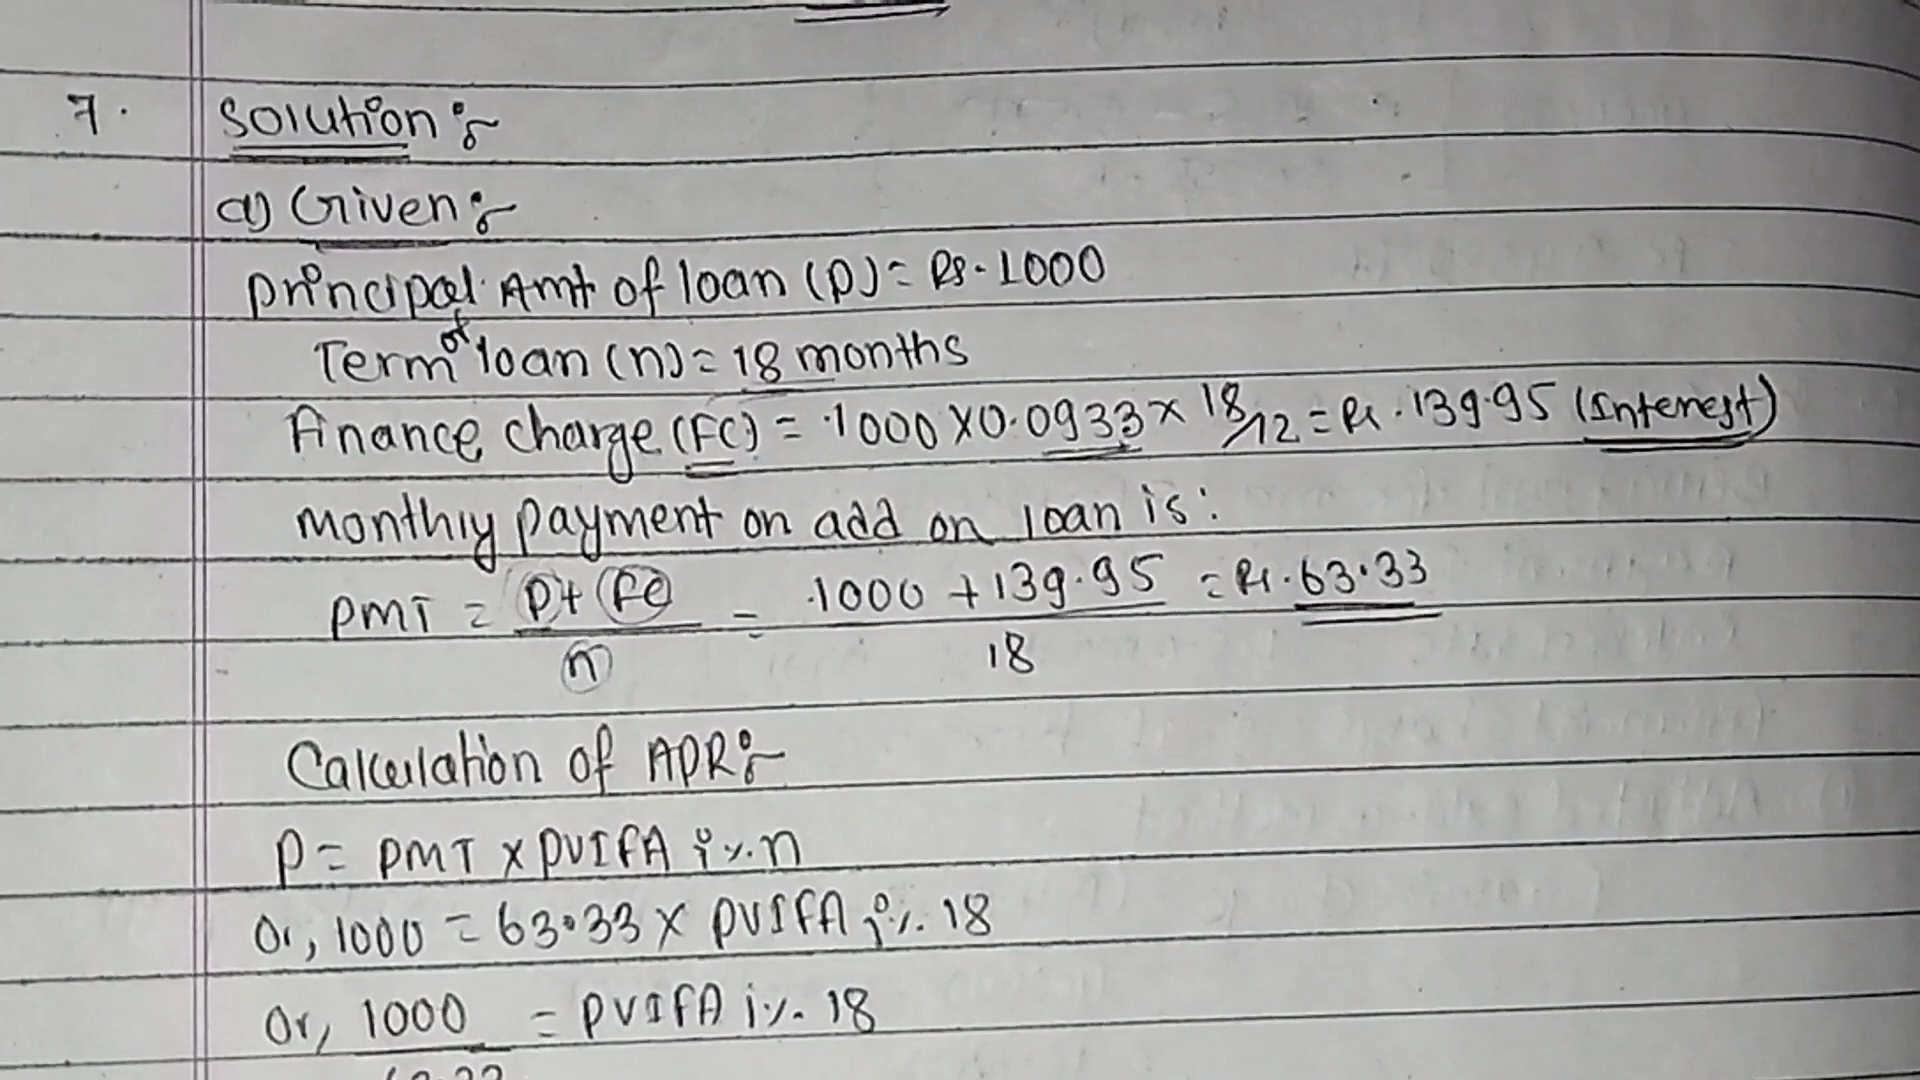 7. Solution:-
a) Given:-
Principal Amt of loan (P) = Rs. 1000
Term of loan (n) = 18 months
Finance charge (FC) = 1000 X 0.0933 x 18/12 = Rs. 139.95 (Interest)
monthly payment on add on loan is:
PMT = P + FC / n = 1000 + 139.95 / 18 = Rs. 63.33
Calculation of APR:-
P = PMT x PVIFA i%.n
Or, 1000 = 63.33 x PVIFA i%. 18
Or, 1000 / 63.33 = PVIFA i%. 18